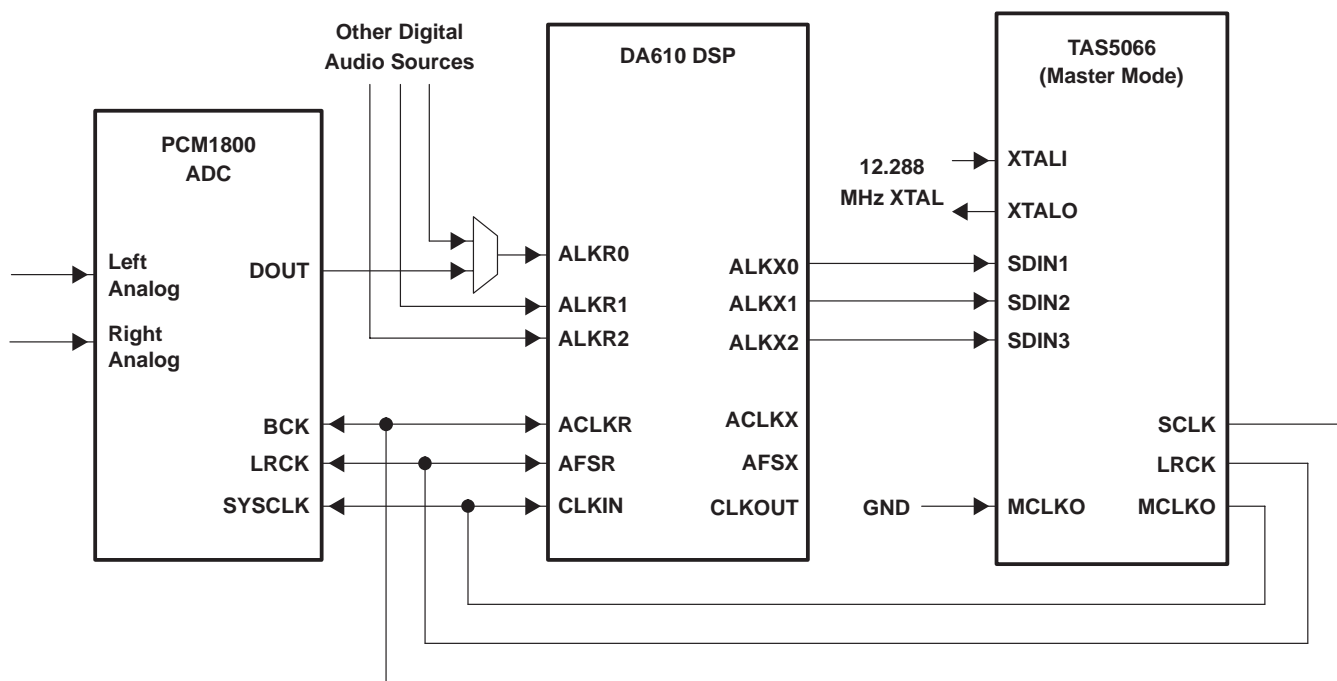 Other Digital
Audio Sources
PCM1800
ADC
Left
Analog
Right
Analog
DOUT
BCK
LRCK
SYSCLK
DA610 DSP
ALKR0
ALKR1
ALKR2
ACLKR
AFSR
CLKIN
ALKX0
ALKX1
ALKX2
ACLKX
AFSX
CLKOUT
12.288
MHz XTAL
GND
TAS5066
(Master Mode)
XTALI
XTALO
SDIN1
SDIN2
SDIN3
MCLKO
SCLK
LRCK
MCLKO